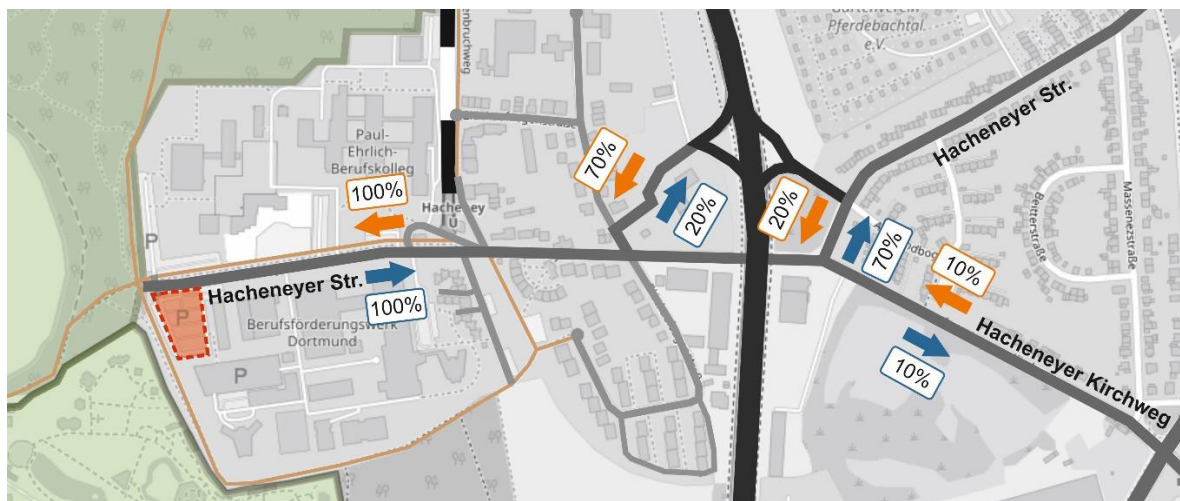 Pferdebachtal
e.V.
Hacheneyer Str.
Paul-
Ehrlich-
Berufskolleg
100%
Hacheney
Ü
70%
20%
20%
70%
10%
Beitterstraße
Massenezstraße
P
Hacheneyer Str.
100%
P
Berufsförderungswerk
Dortmund
P
10%
Hacheneyer Kirchweg